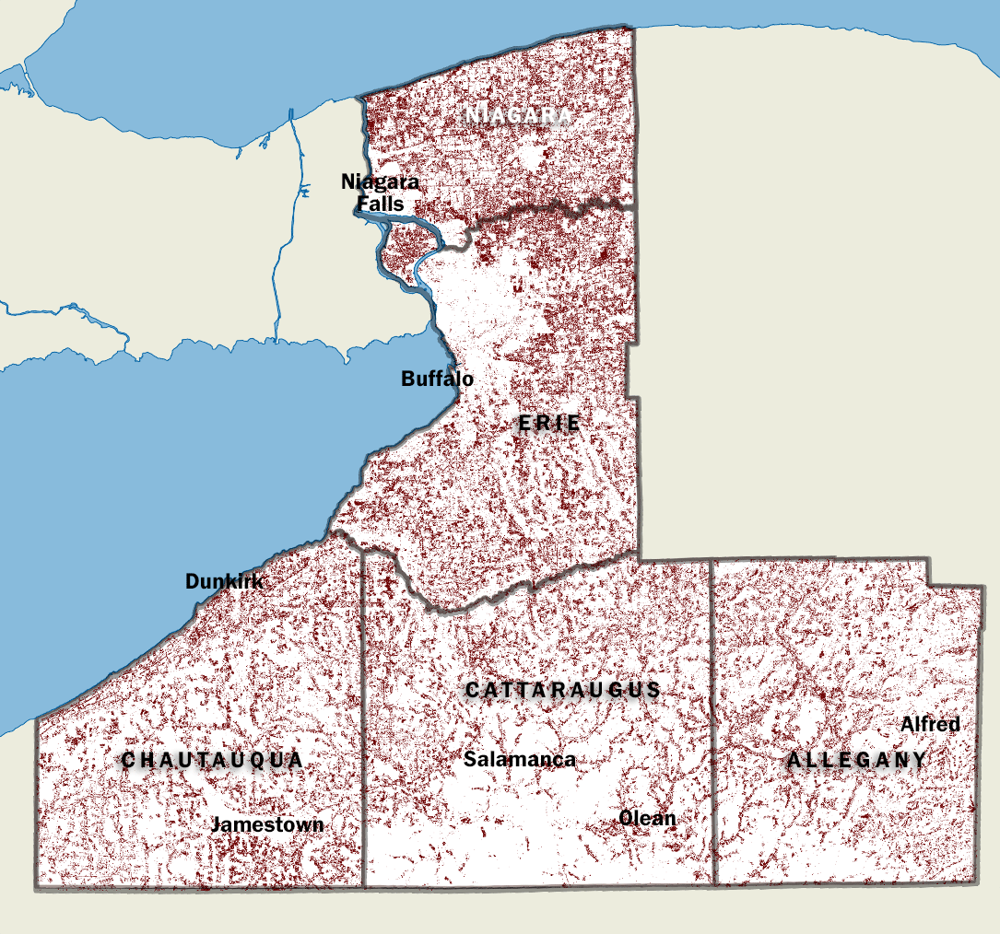 NIAGARA
Niagara
Falls
Buffalo
ERIE
Dunkirk
CATTARAUGUS
Alfred
CHAUTAUQUA
Salamanca
ALLEGANY
Jamestown
Olean